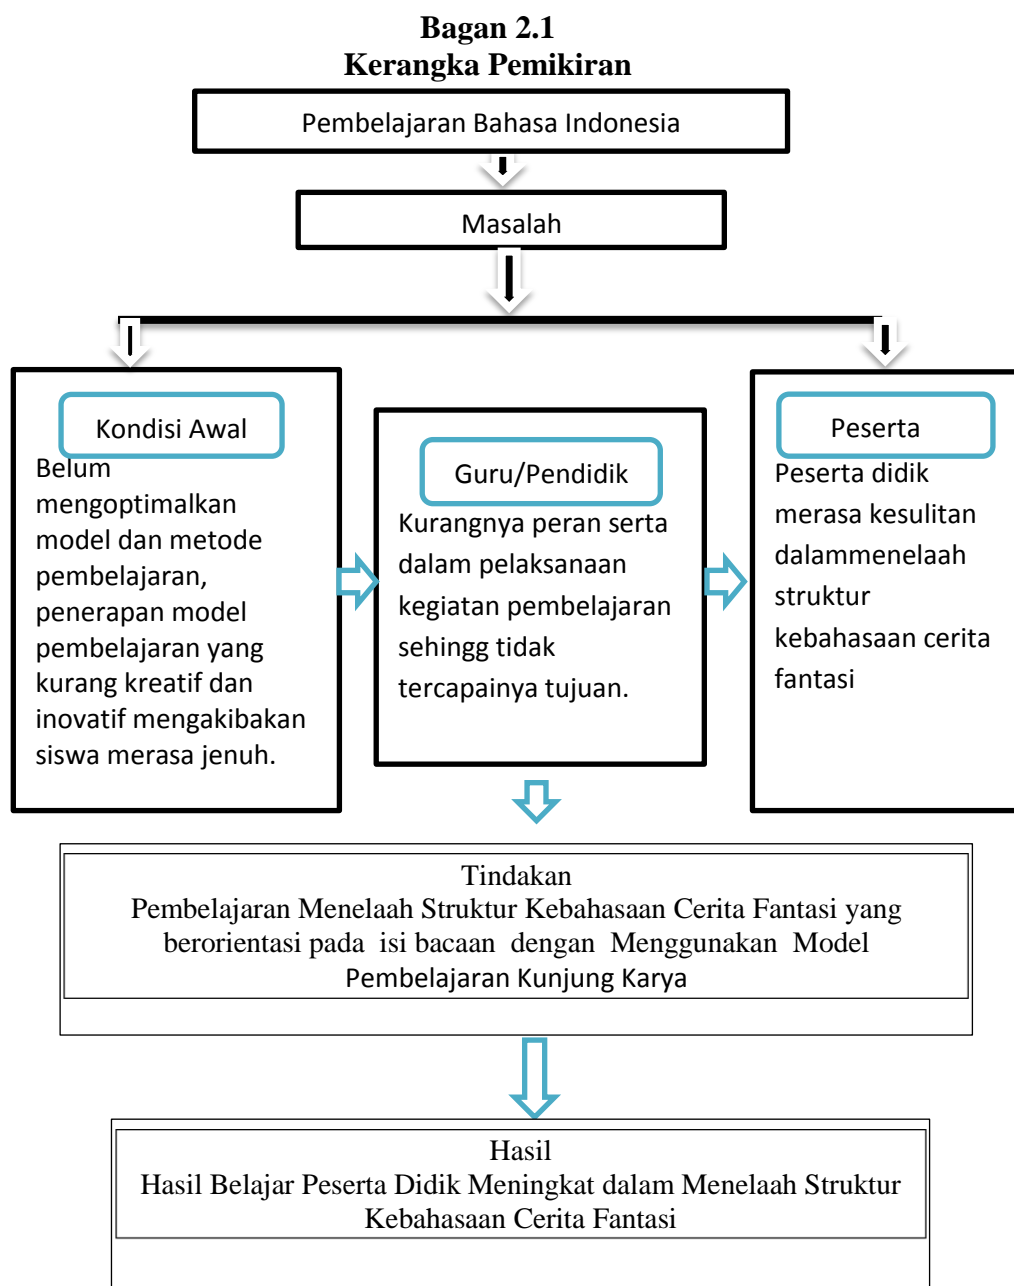 Bagan 2.1
Kerangka Pemikiran
Pembelajaran Bahasa Indonesia
Masalah
Kondisi Awal
Belum
mengoptimalkan
model dan metode
pembelajaran,
penerapan model
pembelajaran yang
kurang kreatif dan
inovatif mengakibakan
siswa merasa jenuh.
Guru/Pendidik
Kurangnya peran serta
dalam pelaksanaan
kegiatan pembelajaran
sehingg tidak
tercapainya tujuan.
Peserta
Peserta didik
merasa kesulitan
dalammenelaah
struktur
kebahasaan cerita
fantasi
Tindakan
Pembelajaran Menelaah Struktur Kebahasaan Cerita Fantasi yang
berorientasi pada isi bacaan dengan Menggunakan Model
Pembelajaran Kunjung Karya
Hasil
Hasil Belajar Peserta Didik Meningkat dalam Menelaah Struktur
Kebahasaan Cerita Fantasi